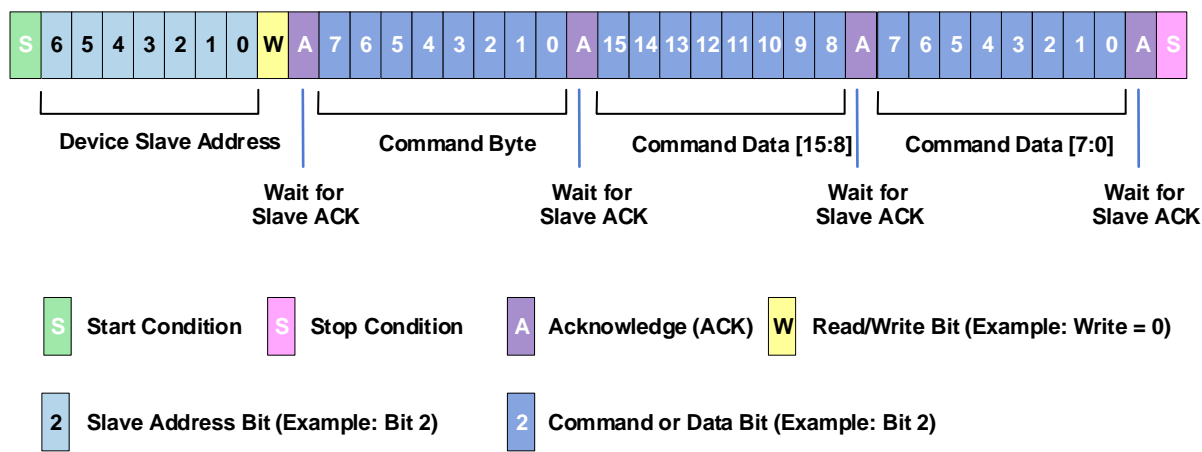 S 6 5 4 3 2 1 0 W A 7 6 5 4 3 2 1 0 A 15 14 13 12 11 10 9 8 A 7 6 5 4 3 2 1 0 A S
Device Slave Address Command Byte Command Data [15:8] Command Data [7:0]
Wait for Wait for Wait for Wait for
Slave ACK Slave ACK Slave ACK Slave ACK
S Start Condition S Stop Condition A Acknowledge (ACK) W Read/Write Bit (Example: Write = 0)
2 Slave Address Bit (Example: Bit 2) 2 Command or Data Bit (Example: Bit 2)